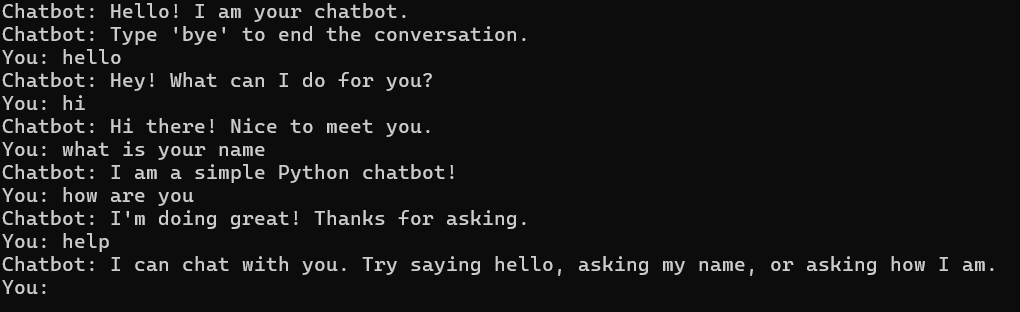 Chatbot: Hello! I am your chatbot.
Chatbot: Type 'bye' to end the conversation.
You: hello
Chatbot: Hey! What can I do for you?
You: hi
Chatbot: Hi there! Nice to meet you.
You: what is your name
Chatbot: I am a simple Python chatbot!
You: how are you
Chatbot: I'm doing great! Thanks for asking.
You: help
Chatbot: I can chat with you. Try saying hello, asking my name, or asking how I am.
You: